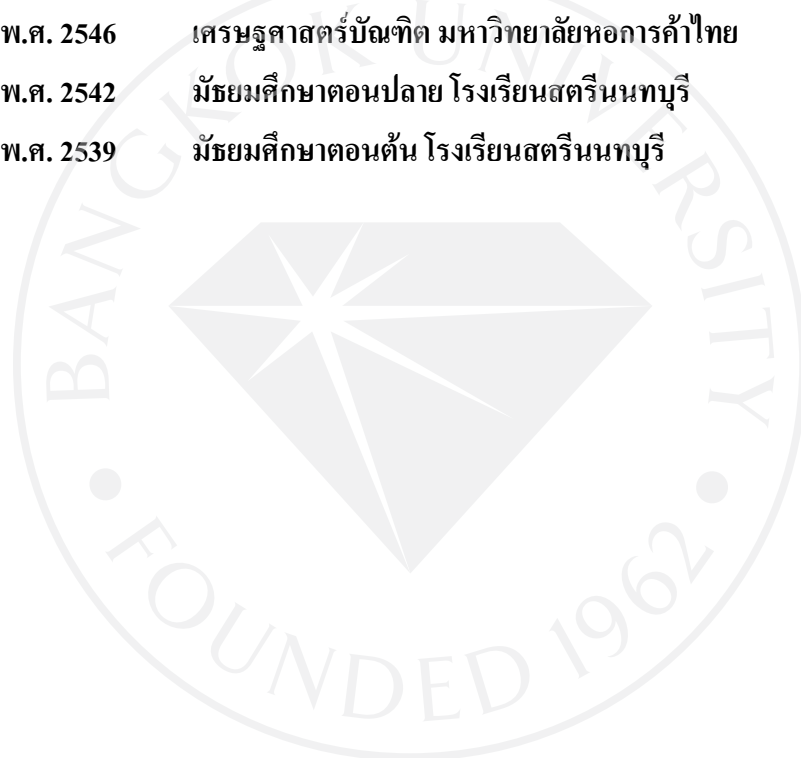 พ.ศ. 2546 เศรษฐศาสตร์บัณฑิต มหาวิทยาลัยหอการค้าไทย
พ.ศ. 2542 มัธยมศึกษาตอนปลาย โรงเรียนสตรีนนทบุรี
พ.ศ. 2539 มัธยมศึกษาตอนต้น โรงเรียนสตรีนนทบุรี
BANGKOK UNIVERSITY
FOUNDED 1962